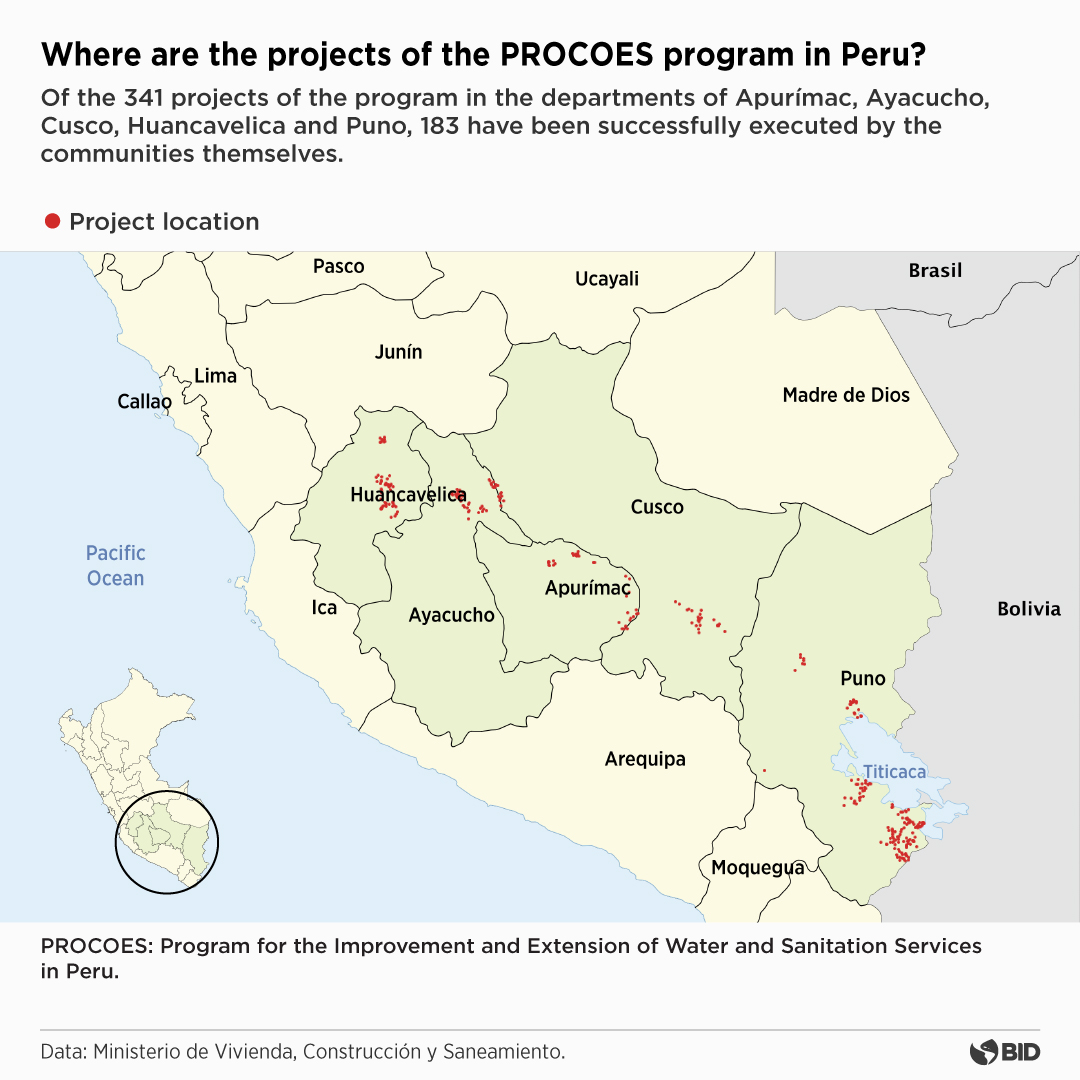 Where are the projects of the PROCOES program in Peru?
Of the 341 projects of the program in the departments of Apurímac, Ayacucho,
Cusco, Huancavelica and Puno, 183 have been successfully executed by the
communities themselves.
Project location
Pasco
Ucayali
Brasil
Junín
Lima
Callao
Madre de Dios
Huancavelica
Cusco
Pacific
Ocean
Apurímac
Ica
Ayacucho
Bolivia
Puno
Arequipa
Titicaca
Moquegua
PROCOES: Program for the Improvement and Extension of Water and Sanitation Services
in Peru.
Data: Ministerio de Vivienda, Construcción y Saneamiento.
BID